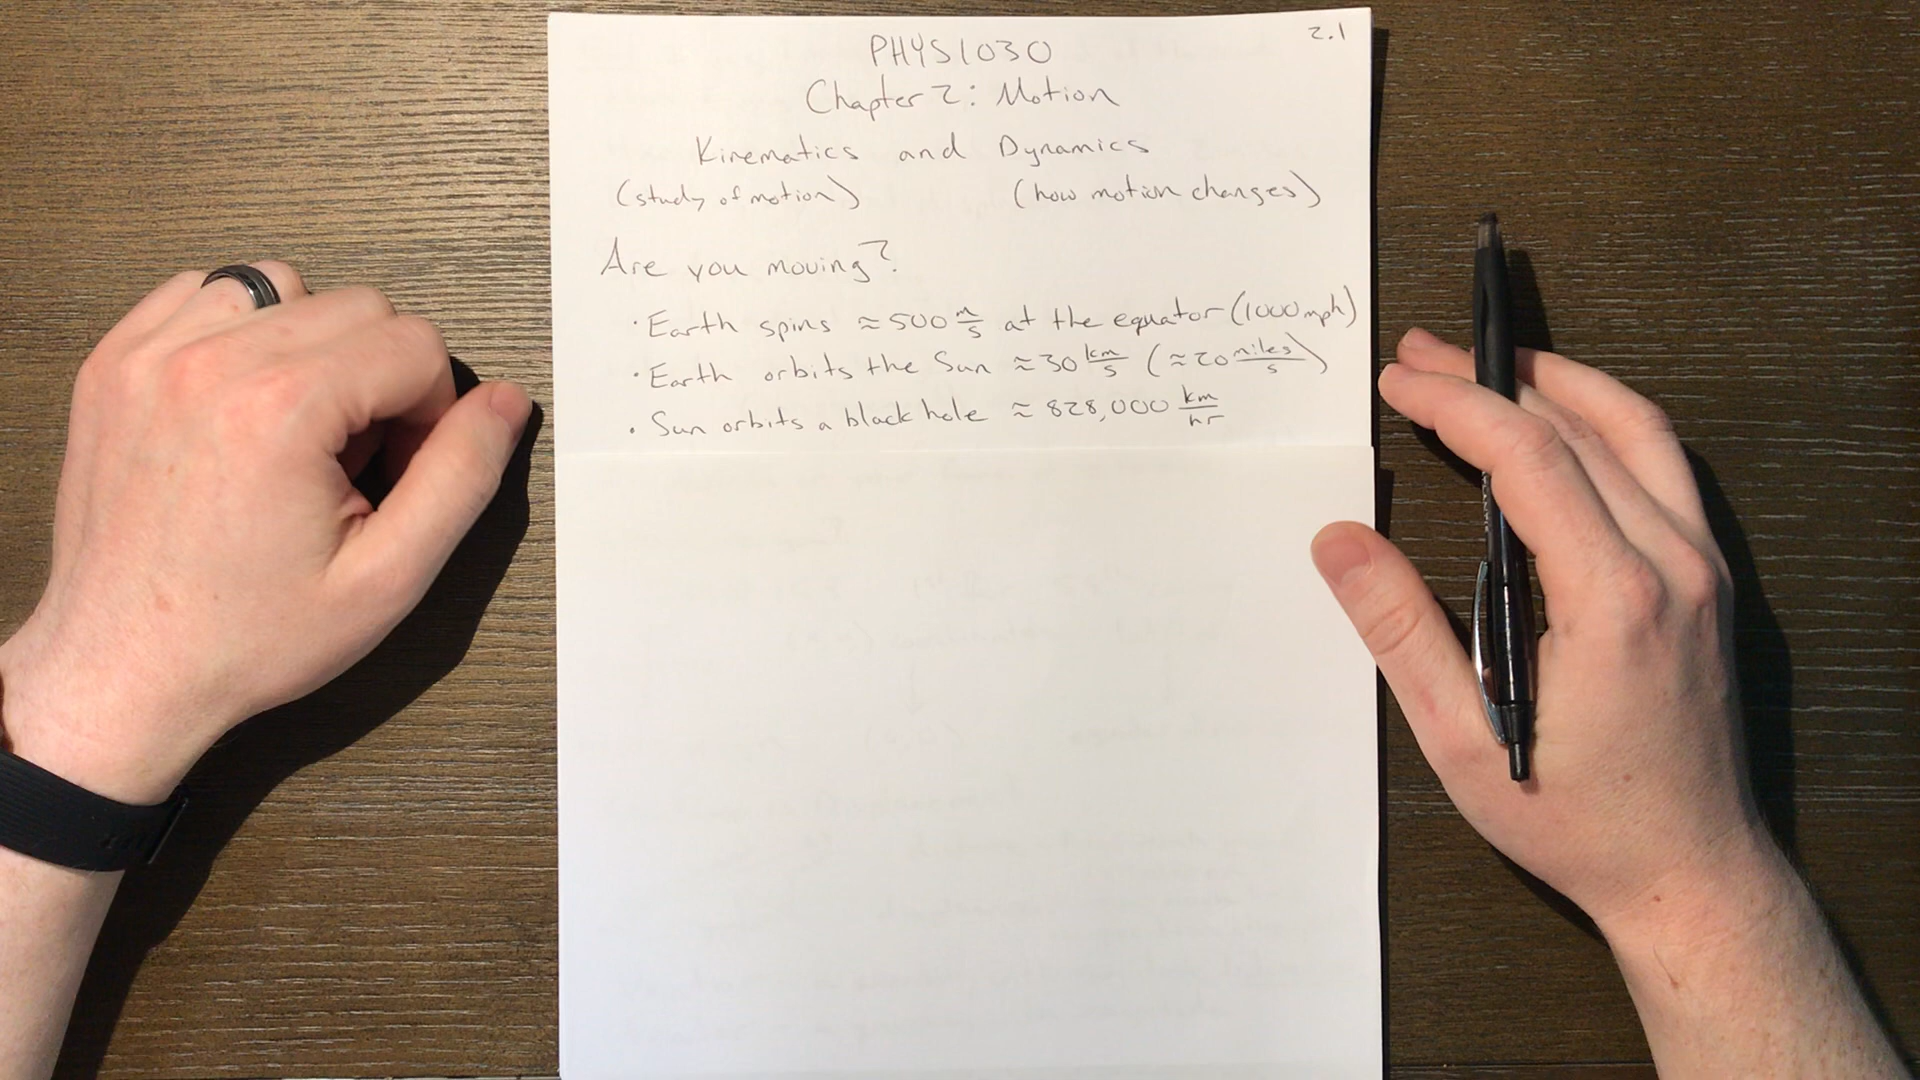 2.1
PHYS1030
Chapter 2: Motion
Kinematics and Dynamics
(study of motion) (how motion changes)
Are you moving?
· Earth spins ≈ 500 m/s at the equator (1000 mph)
· Earth orbits the Sun ≈ 30 km/s (≈ 20 miles/s)
· Sun orbits a black hole ≈ 828,000 km/hr